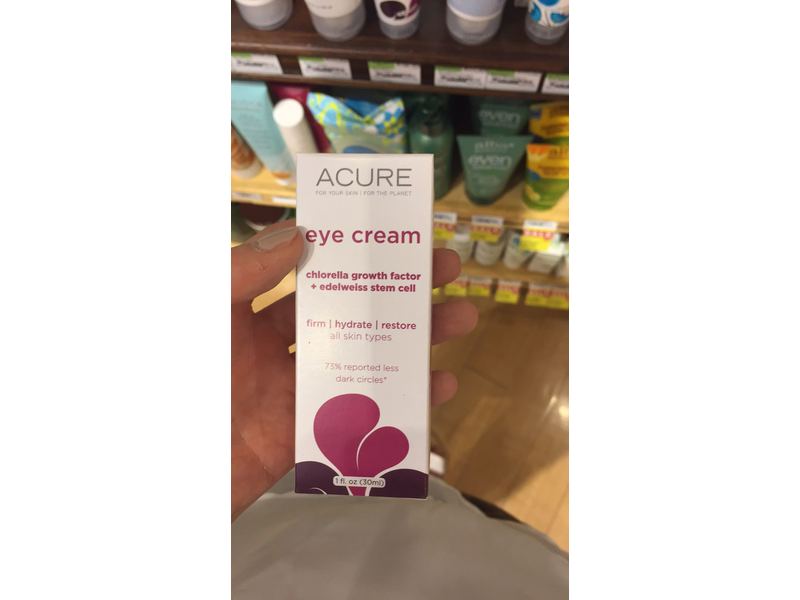 ACURE
FOR YOUR SKIN | FOR THE PLANET
eye cream
chlorella growth factor
+ edelweiss stem cell
firm | hydrate | restore
all skin types
73% reported less
dark circles*
1 fl. oz (30ml)
even